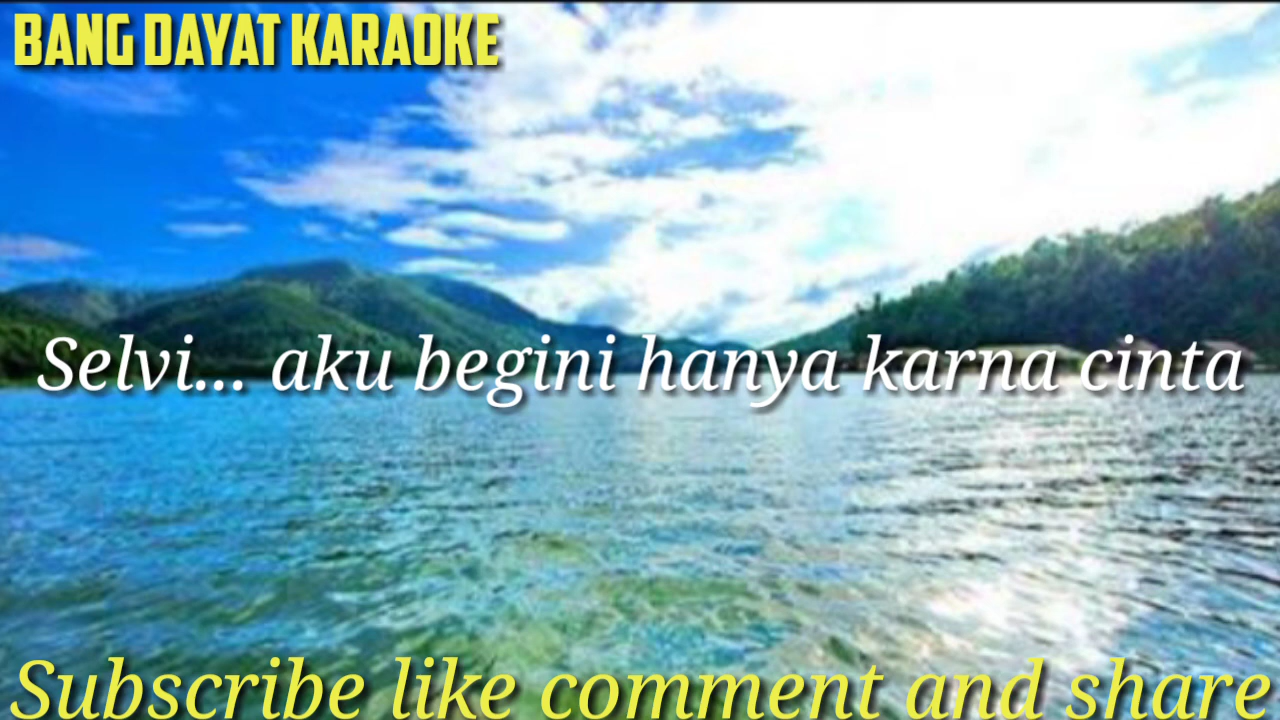 BANG DAYAT KARAOKE
Selvi... aku begini hanya karna cinta
Subscribe like comment and share